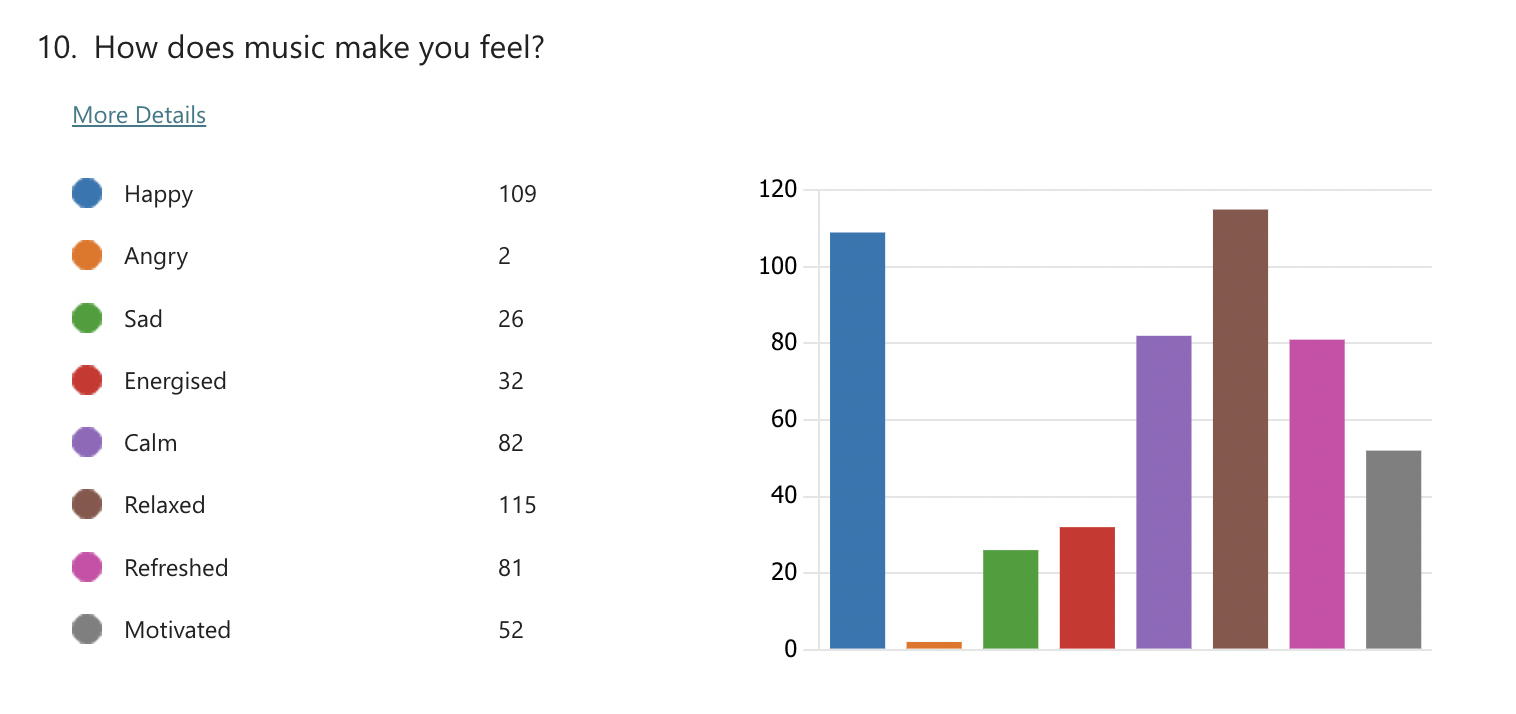 10. How does music make you feel?
More Details
Happy 109
Angry 2
Sad 26
Energised 32
Calm 82
Relaxed 115
Refreshed 81
Motivated 52
120
100
80
60
40
20
0